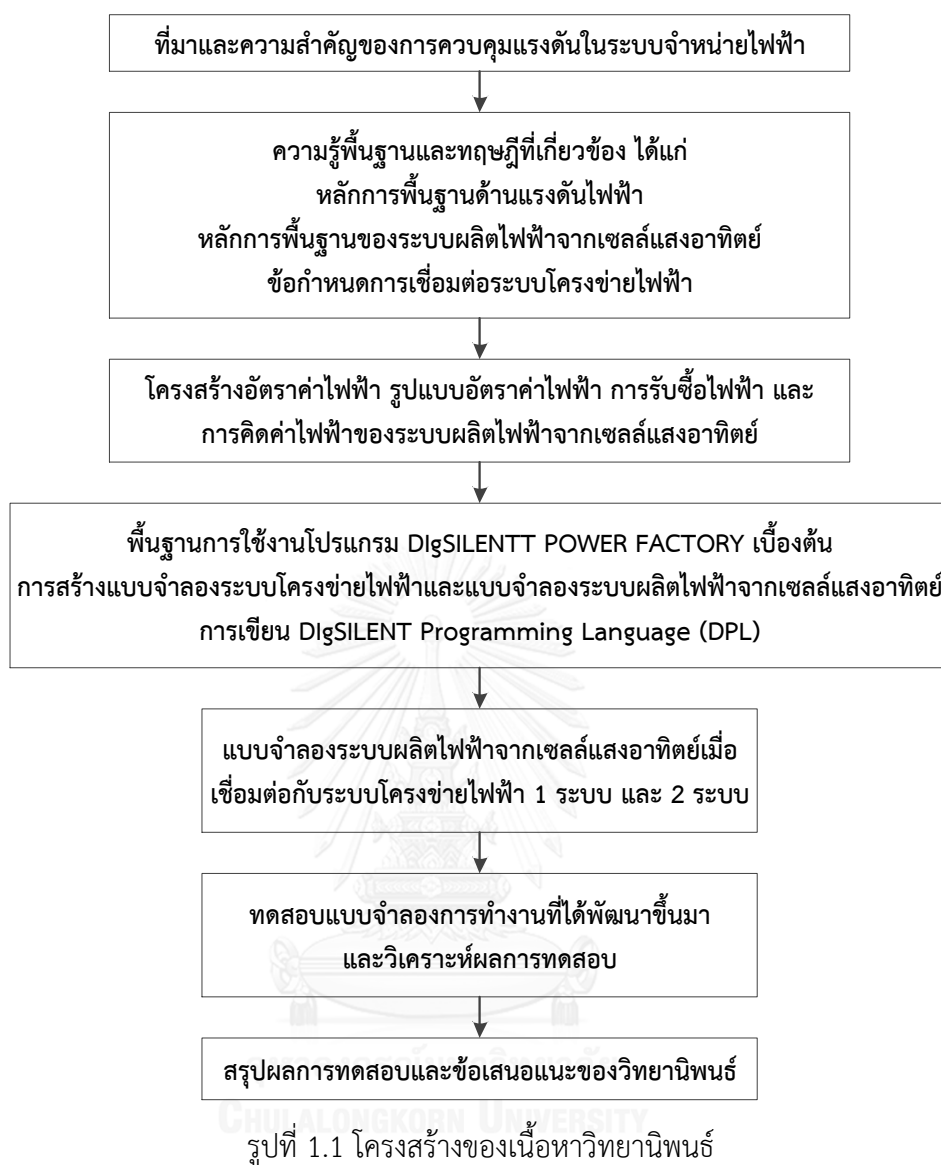 ที่มาและความสำคัญของการควบคุมแรงดันในระบบจำหน่ายไฟฟ้า
ความรู้พื้นฐานและทฤษฎีที่เกี่ยวข้อง ได้แก่
หลักการพื้นฐานด้านแรงดันไฟฟ้า
หลักการพื้นฐานของระบบผลิตไฟฟ้าจากเซลล์แสงอาทิตย์
ข้อกำหนดการเชื่อมต่อระบบโครงข่ายไฟฟ้า
โครงสร้างอัตราค่าไฟฟ้า รูปแบบอัตราค่าไฟฟ้า การรับซื้อไฟฟ้า และ
การคิดค่าไฟฟ้าของระบบผลิตไฟฟ้าจากเซลล์แสงอาทิตย์
พื้นฐานการใช้งานโปรแกรม DIgSILENTT POWER FACTORY เบื้องต้น
การสร้างแบบจำลองระบบโครงข่ายไฟฟ้าและแบบจำลองระบบผลิตไฟฟ้าจากเซลล์แสงอาทิตย์
การเขียน DIgSILENT Programming Language (DPL)
แบบจำลองระบบผลิตไฟฟ้าจากเซลล์แสงอาทิตย์เมื่อ
เชื่อมต่อกับระบบโครงข่ายไฟฟ้า 1 ระบบ และ 2 ระบบ
ทดสอบแบบจำลองการทำงานที่ได้พัฒนาขึ้นมา
และวิเคราะห์ผลการทดสอบ
สรุปผลการทดสอบและข้อเสนอแนะของวิทยานิพนธ์
จุฬาลงกรณ์มหาวิทยาลัย
CHULALONGKORN UNIVERSITY
รูปที่ 1.1 โครงสร้างของเนื้อหาวิทยานิพนธ์